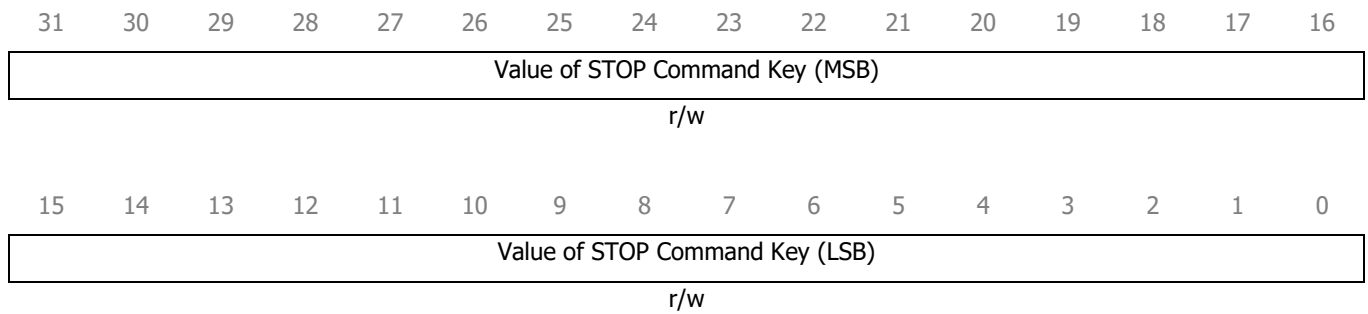 31 30 29 28 27 26 25 24 23 22 21 20 19 18 17 16
Value of STOP Command Key (MSB)
r/w
15 14 13 12 11 10 9 8 7 6 5 4 3 2 1 0
Value of STOP Command Key (LSB)
r/w